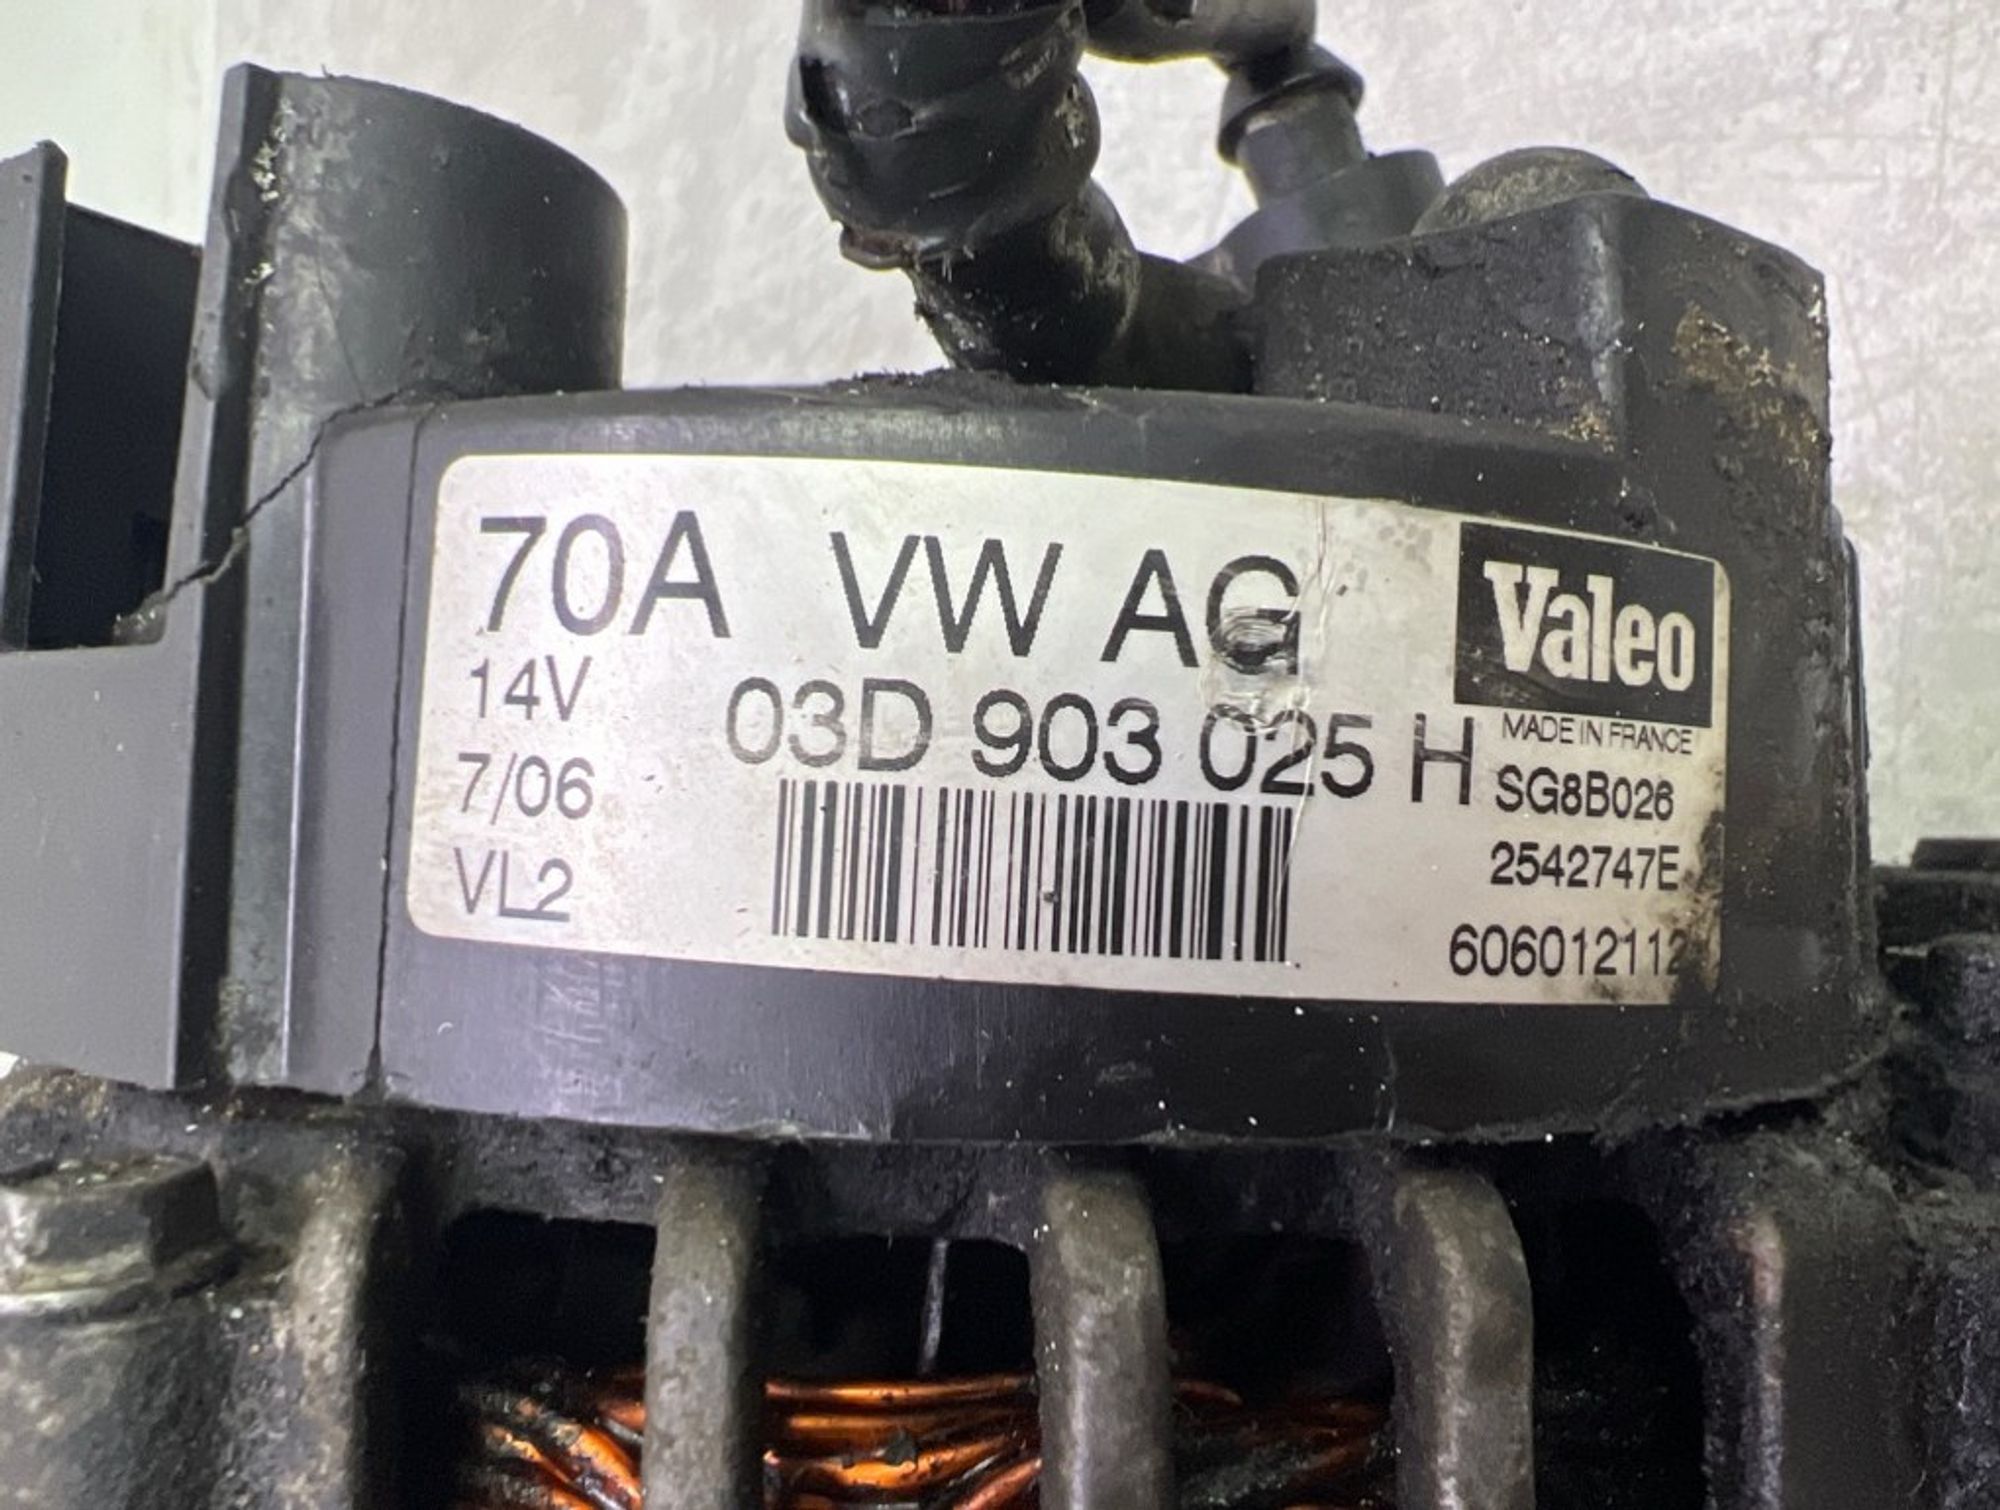 70A VW AG Valeo
14V 03D 903 025 H MADE IN FRANCE
7/06 SG8B026
VL2 2542747E
606012112